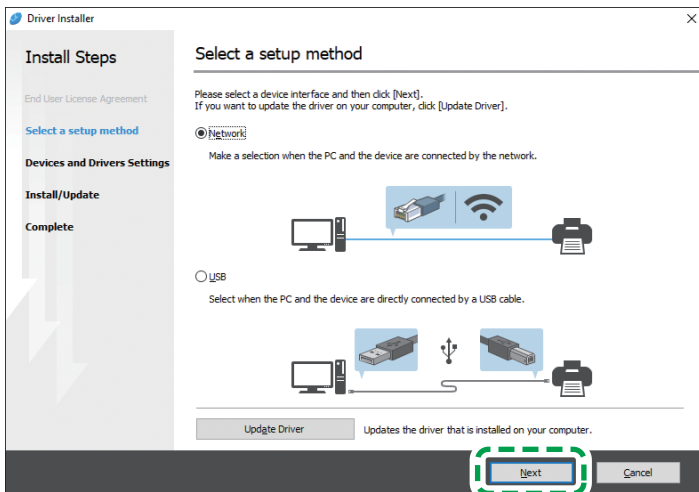 Driver Installer
Install Steps
End User License Agreement
Select a setup method
Devices and Drivers Settings
Install/Update
Complete
Select a setup method
Please select a device interface and then click [Next].
If you want to update the driver on your computer, click [Update Driver].
Network
Make a selection when the PC and the device are connected by the network.
USB
Select when the PC and the device are directly connected by a USB cable.
Update Driver
Updates the driver that is installed on your computer.
Next
Cancel